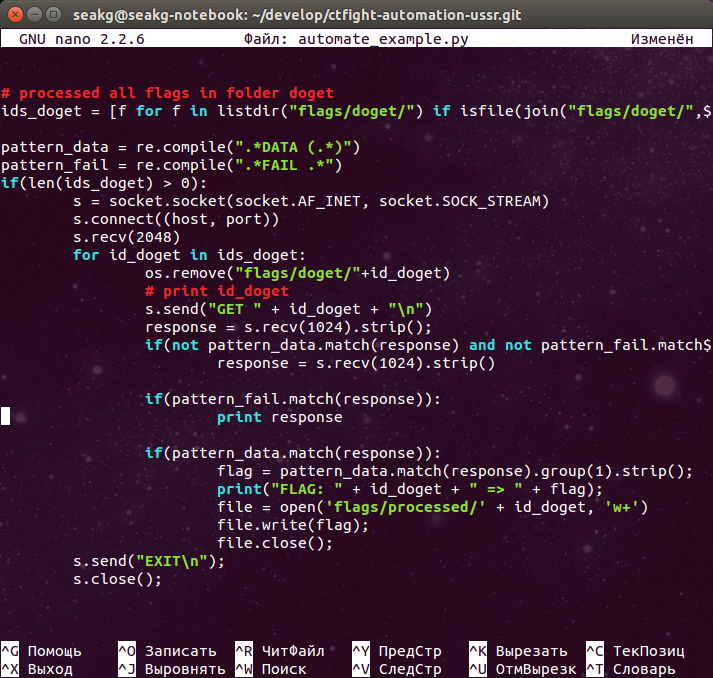 seakg@seakg-notebook: ~/develop/ctfight-automation-ussr.git
GNU nano 2.2.6 Файл: automate_example.py Изменён
# processed all flags in folder doget
ids_doget = [f for f in listdir("flags/doget/") if isfile(join("flags/doget/",$
pattern_data = re.compile(".*DATA (.*)")
pattern_fail = re.compile(".*FAIL .*")
if(len(ids_doget) > 0):
        s = socket.socket(socket.AF_INET, socket.SOCK_STREAM)
        s.connect((host, port))
        s.recv(2048)
        for id_doget in ids_doget:
                os.remove("flags/doget/"+id_doget)
                # print id_doget
                s.send("GET " + id_doget + "\n")
                response = s.recv(1024).strip();
                if(not pattern_data.match(response) and not pattern_fail.match$
                        response = s.recv(1024).strip()
                if(pattern_fail.match(response)):
                        print response
                if(pattern_data.match(response)):
                        flag = pattern_data.match(response).group(1).strip();
                        print("FLAG: " + id_doget + " => " + flag);
                        file = open('flags/processed/' + id_doget, 'w+')
                        file.write(flag);
                        file.close();
        s.send("EXIT\n");
        s.close();
^G Помощь ^O Записать ^R ЧитФайл ^Y ПредСтр ^K Вырезать ^C ТекПозиц
^X Выход ^J Выровнять ^W Поиск ^V СледСтр ^U ОтмВырезк ^T Словарь